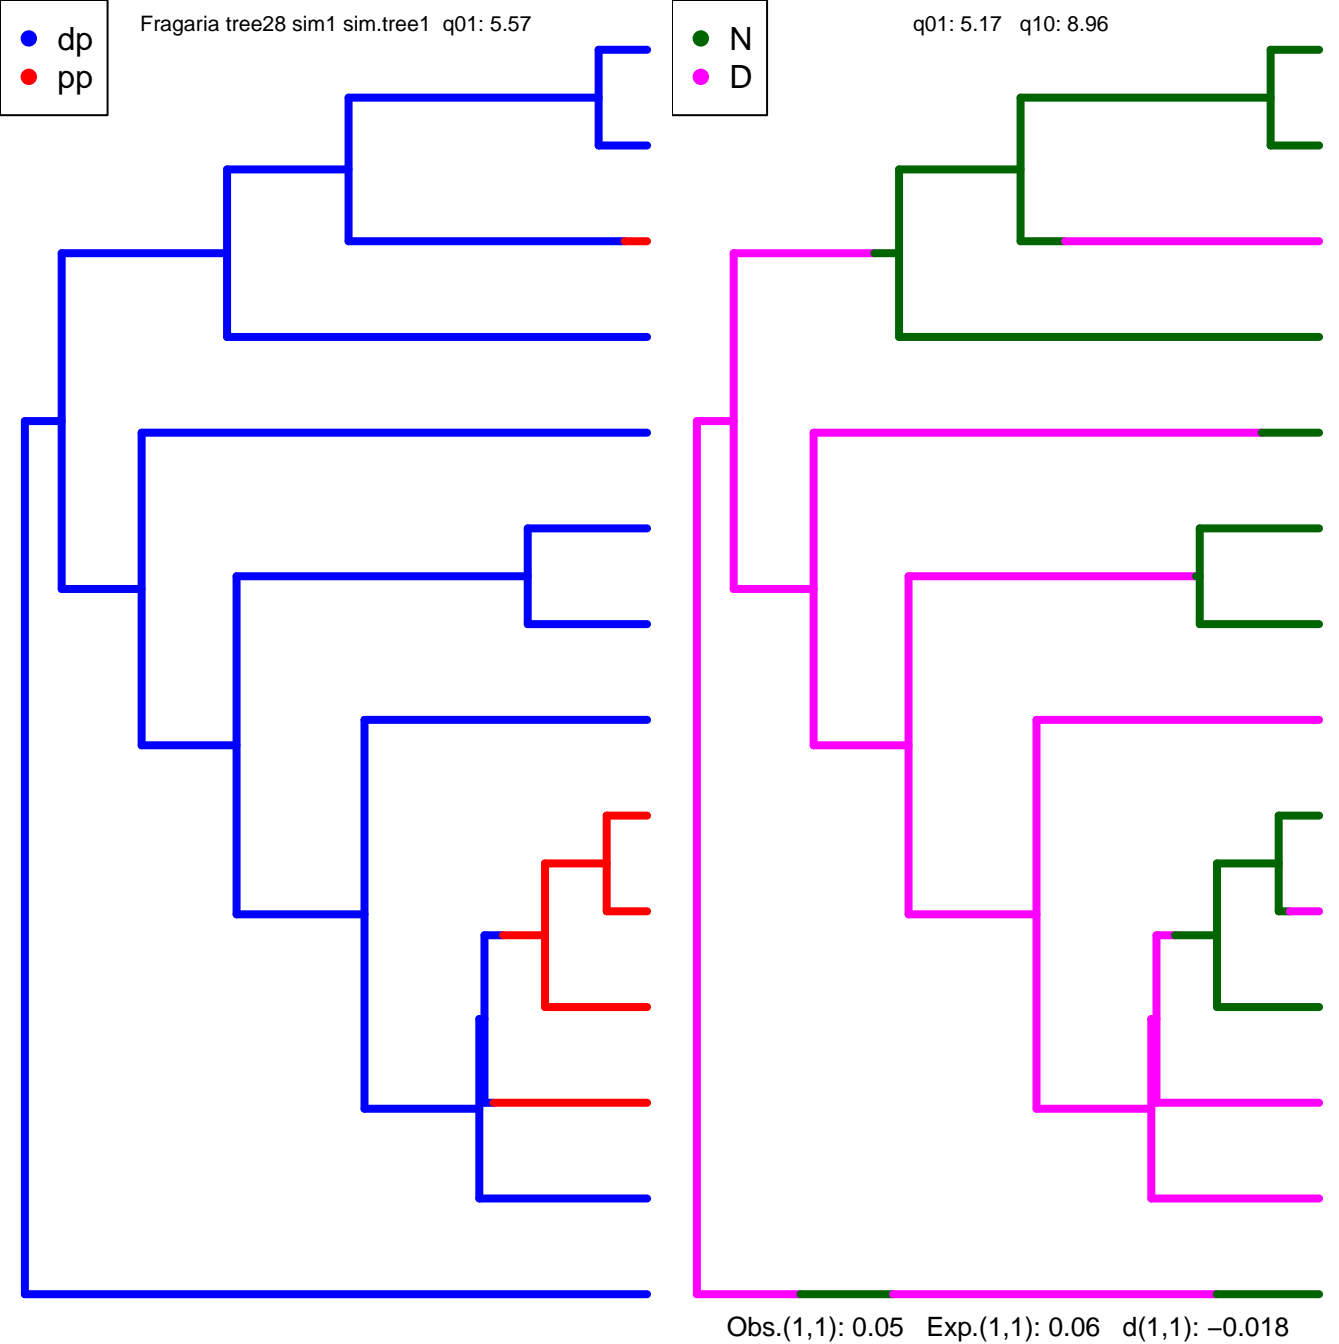 dp
pp
Fragaria tree28 sim1 sim.tree1 q01: 5.57
N
D
q01: 5.17 q10: 8.96
Obs.(1,1): 0.05 Exp.(1,1): 0.06 d(1,1): −0.018